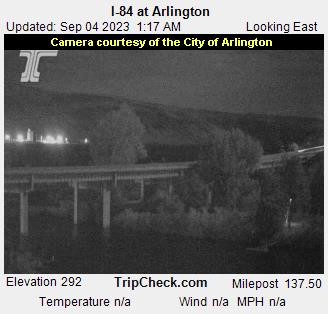 I-84 at Arlington
Updated: Sep 04 2023 1:17 AM Looking East
Camera courtesy of the City of Arlington
Elevation 292 TripCheck.com Milepost 137.50
Temperature n/a Wind n/a MPH n/a